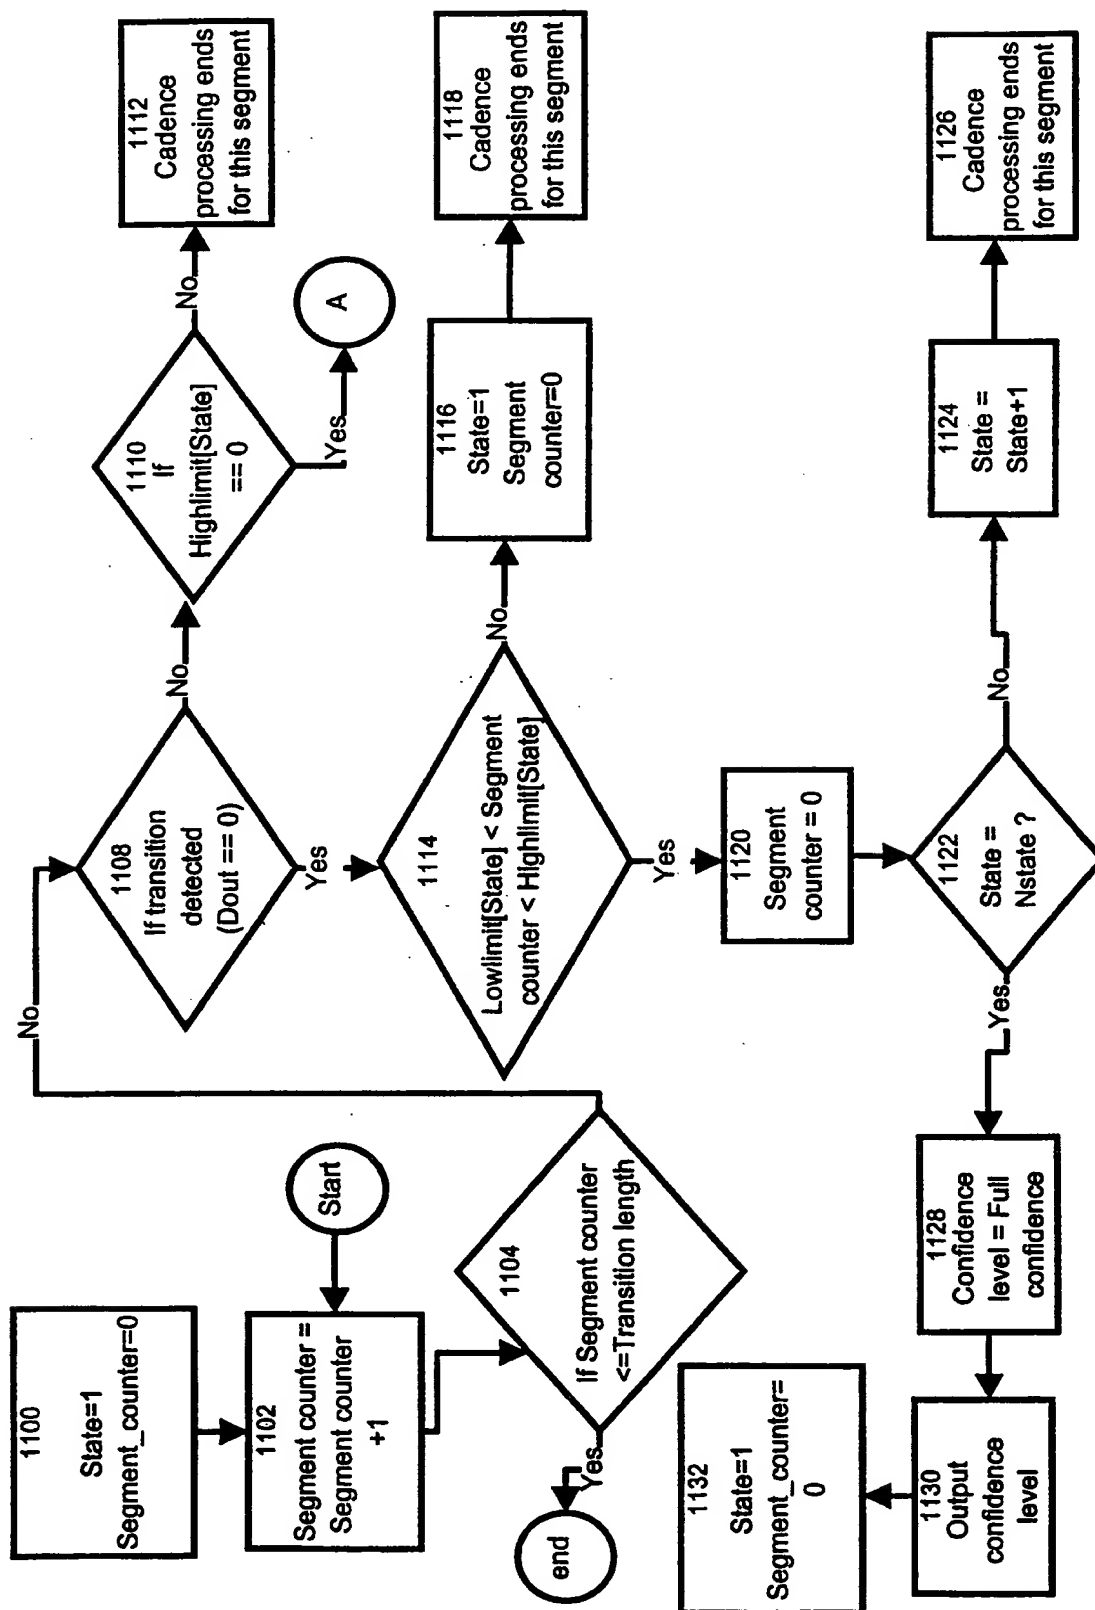 1100
State=1
Segment_counter=0
1102
Segment counter =
Segment counter
+1
Start
1104
If Segment counter
<=Transition length
Yes
end
No
1108
If transition
detected
(Dout == 0)
No
1110
If
Highlimit[State]
== 0
No
1112
Cadence
processing ends
for this segment
Yes
A
Yes
1114
Lowlimit[State] < Segment
counter < Highlimit[State]
No
1116
State=1
Segment
counter=0
1118
Cadence
processing ends
for this segment
Yes
1120
Segment
counter = 0
1122
State =
Nstate ?
No
1124
State =
State+1
1126
Cadence
processing ends
for this segment
Yes
1128
Confidence
level = Full
confidence
1130
Output
confidence
level
1132
State=1
Segment_counter=
0